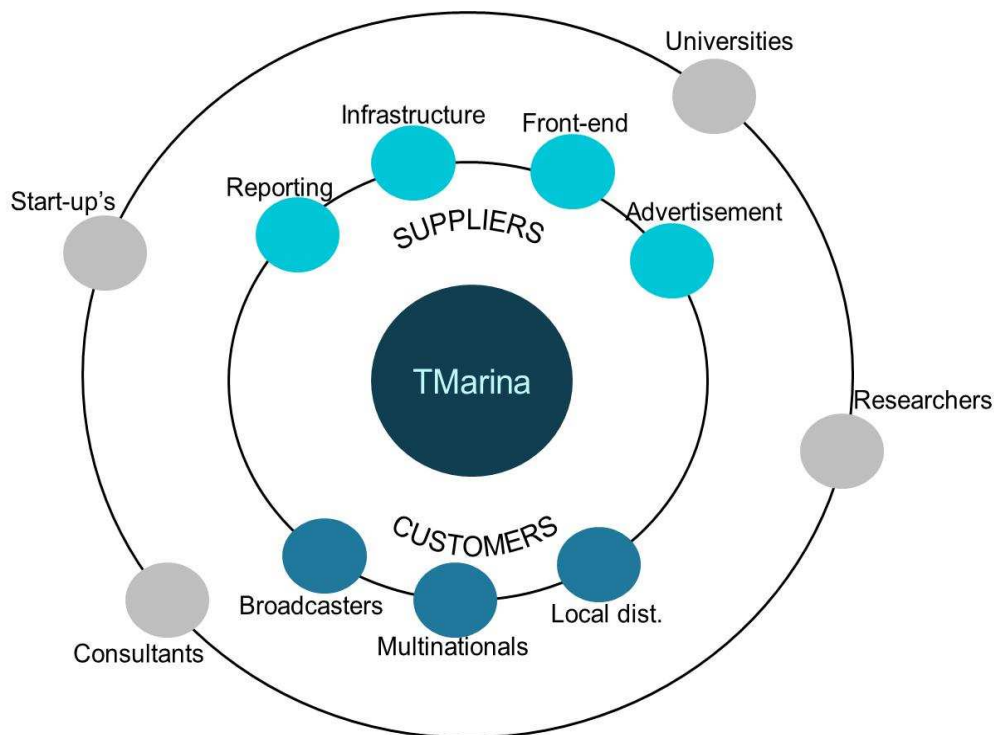 Universities
Infrastructure
Front-end
Reporting
Start-up’s
Advertisement
SUPPLIERS
TMarina
Researchers
CUSTOMERS
Broadcasters
Local dist.
Multinationals
Consultants